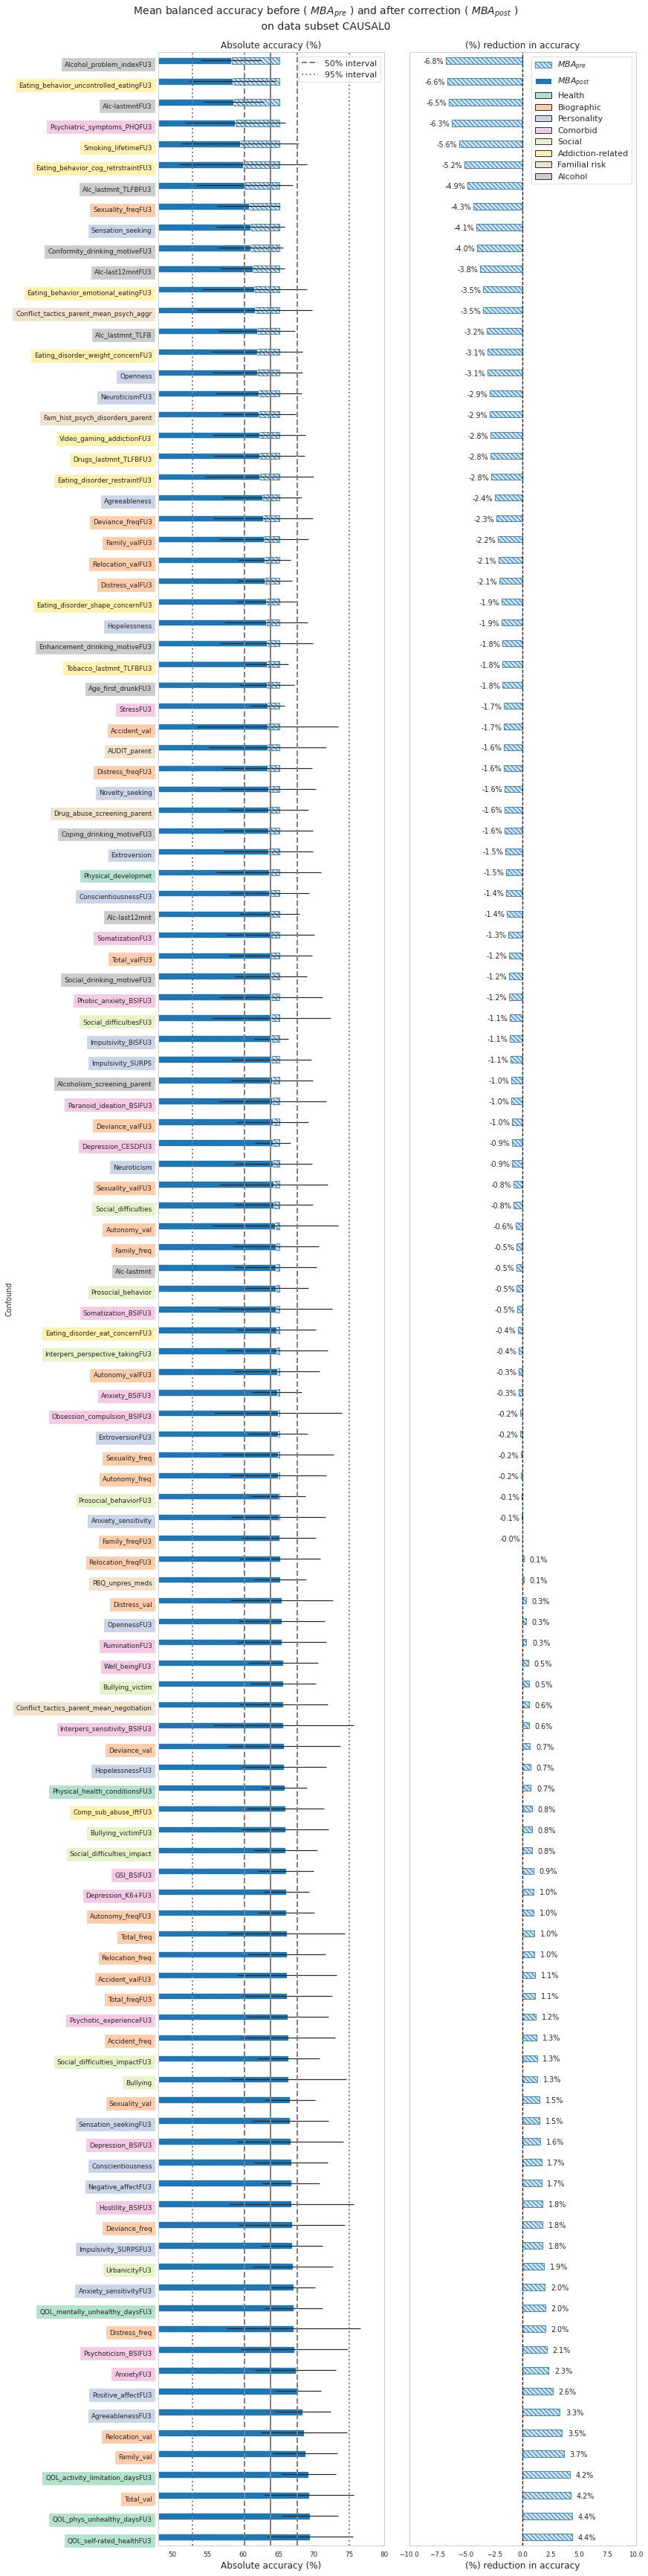 Mean balanced accuracy before ( MBA_pre ) and after correction ( MBA_post )
on data subset CAUSAL0
Absolute accuracy (%)
(%) reduction in accuracy
50% interval
95% interval
MBA_pre
MBA_post
Health
Biographic
Personality
Comorbid
Social
Addiction-related
Familial risk
Alcohol
Confound
Alcohol_problem_indexFU3 -6.8%
Eating_behavior_uncontrolled_eatingFU3 -6.6%
Alc-lastmntFU3 -6.5%
Psychiatric_symptoms_PHQFU3 -6.3%
Smoking_lifetimeFU3 -5.6%
Eating_behavior_cog_retrstraintFU3 -5.2%
Alc_lastmnt_TLFBFU3 -4.9%
Sexuality_freqFU3 -4.3%
Sensation_seeking -4.1%
Conformity_drinking_motiveFU3 -4.0%
Alc-last12mntFU3 -3.8%
Eating_behavior_emotional_eatingFU3 -3.5%
Conflict_tactics_parent_mean_psych_aggr -3.5%
Alc_lastmnt_TLFB -3.2%
Eating_disorder_weight_concernFU3 -3.1%
Openness -3.1%
NeuroticismFU3 -2.9%
Fam_hist_psych_disorders_parent -2.9%
Video_gaming_addictionFU3 -2.8%
Drugs_lastmnt_TLFBFU3 -2.8%
Eating_disorder_restraintFU3 -2.8%
Agreeableness -2.4%
Deviance_freqFU3 -2.3%
Family_valFU3 -2.2%
Relocation_valFU3 -2.1%
Distress_valFU3 -2.1%
Eating_disorder_shape_concernFU3 -1.9%
Hopelessness -1.9%
Enhancement_drinking_motiveFU3 -1.8%
Tobacco_lastmnt_TLFBFU3 -1.8%
Age_first_drunkFU3 -1.8%
StressFU3 -1.7%
Accident_val -1.7%
AUDIT_parent -1.6%
Distress_freqFU3 -1.6%
Novelty_seeking -1.6%
Drug_abuse_screening_parent -1.6%
Coping_drinking_motiveFU3 -1.6%
Extroversion -1.5%
Physical_developmet -1.5%
ConscientiousnessFU3 -1.4%
Alc-last12mnt -1.4%
SomatizationFU3 -1.3%
Total_valFU3 -1.2%
Social_drinking_motiveFU3 -1.2%
Phobic_anxiety_BSIFU3 -1.2%
Social_difficultiesFU3 -1.1%
Impulsivity_BISFU3 -1.1%
Impulsivity_SURPS -1.1%
Alcoholism_screening_parent -1.0%
Paranoid_ideation_BSIFU3 -1.0%
Deviance_valFU3 -1.0%
Depression_CESDFU3 -0.9%
Neuroticism -0.9%
Sexuality_valFU3 -0.8%
Social_difficulties -0.8%
Autonomy_val -0.6%
Family_freq -0.5%
Alc-lastmnt -0.5%
Prosocial_behavior -0.5%
Somatization_BSIFU3 -0.5%
Eating_disorder_eat_concernFU3 -0.4%
Interpers_perspective_takingFU3 -0.4%
Autonomy_valFU3 -0.3%
Anxiety_BSIFU3 -0.3%
Obsession_compulsion_BSIFU3 -0.2%
ExtroversionFU3 -0.2%
Sexuality_freq -0.2%
Autonomy_freq -0.2%
Prosocial_behaviorFU3 -0.1%
Anxiety_sensitivity -0.1%
Family_freqFU3 -0.0%
Relocation_freqFU3 0.1%
PBQ_unpres_meds 0.1%
Distress_val 0.3%
OpennessFU3 0.3%
RuminationFU3 0.3%
Well_beingFU3 0.5%
Bullying_victim 0.5%
Conflict_tactics_parent_mean_negotiation 0.6%
Interpers_sensitivity_BSIFU3 0.6%
Deviance_val 0.7%
HopelessnessFU3 0.7%
Physical_health_conditionsFU3 0.7%
Comp_sub_abuse_lftFU3 0.8%
Bullying_victimFU3 0.8%
Social_difficulties_impact 0.8%
GSI_BSIFU3 0.9%
Depression_K6+FU3 1.0%
Autonomy_freqFU3 1.0%
Total_freq 1.0%
Relocation_freq 1.0%
Accident_valFU3 1.1%
Total_freqFU3 1.1%
Psychotic_experienceFU3 1.2%
Accident_freq 1.3%
Social_difficulties_impactFU3 1.3%
Bullying 1.3%
Sexuality_val 1.5%
Sensation_seekingFU3 1.5%
Depression_BSIFU3 1.6%
Conscientiousness 1.7%
Negative_affectFU3 1.7%
Hostility_BSIFU3 1.8%
Deviance_freq 1.8%
Impulsivity_SURPSFU3 1.8%
UrbanicityFU3 1.9%
Anxiety_sensitivityFU3 2.0%
QOL_mentally_unhealthy_daysFU3 2.0%
Distress_freq 2.0%
Psychoticism_BSIFU3 2.1%
AnxietyFU3 2.3%
Positive_affectFU3 2.6%
AgreeablenessFU3 3.3%
Relocation_val 3.5%
Family_val 3.7%
QOL_activity_limitation_daysFU3 4.2%
Total_val 4.2%
QOL_phys_unhealthy_daysFU3 4.4%
QOL_self-rated_healthFU3 4.4%
50 55 60 65 70 75 80
−10.0 −7.5 −5.0 −2.5 0.0 2.5 5.0 7.5 10.0
Absolute accuracy (%)
(%) reduction in accuracy